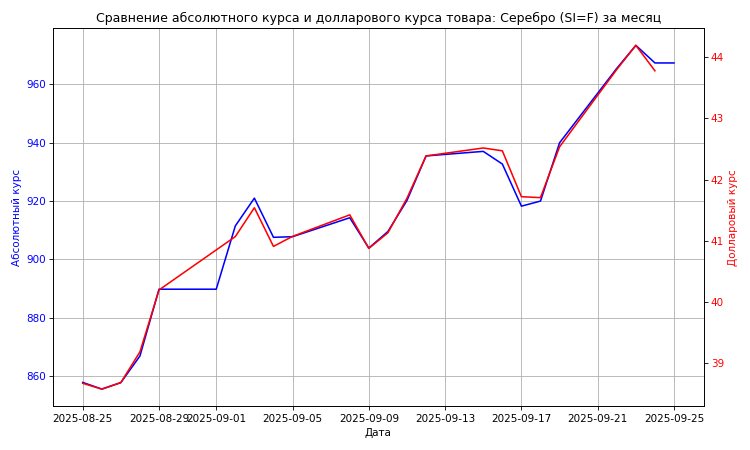 Сравнение абсолютного курса и долларового курса товара: Серебро (SI=F) за месяц
Абсолютный курс
960
940
920
900
880
860
44
43
42
41
40
39
Долларовый курс
2025-08-25 2025-08-29 2025-09-01 2025-09-05 2025-09-09 2025-09-13 2025-09-17 2025-09-21 2025-09-25
Дата